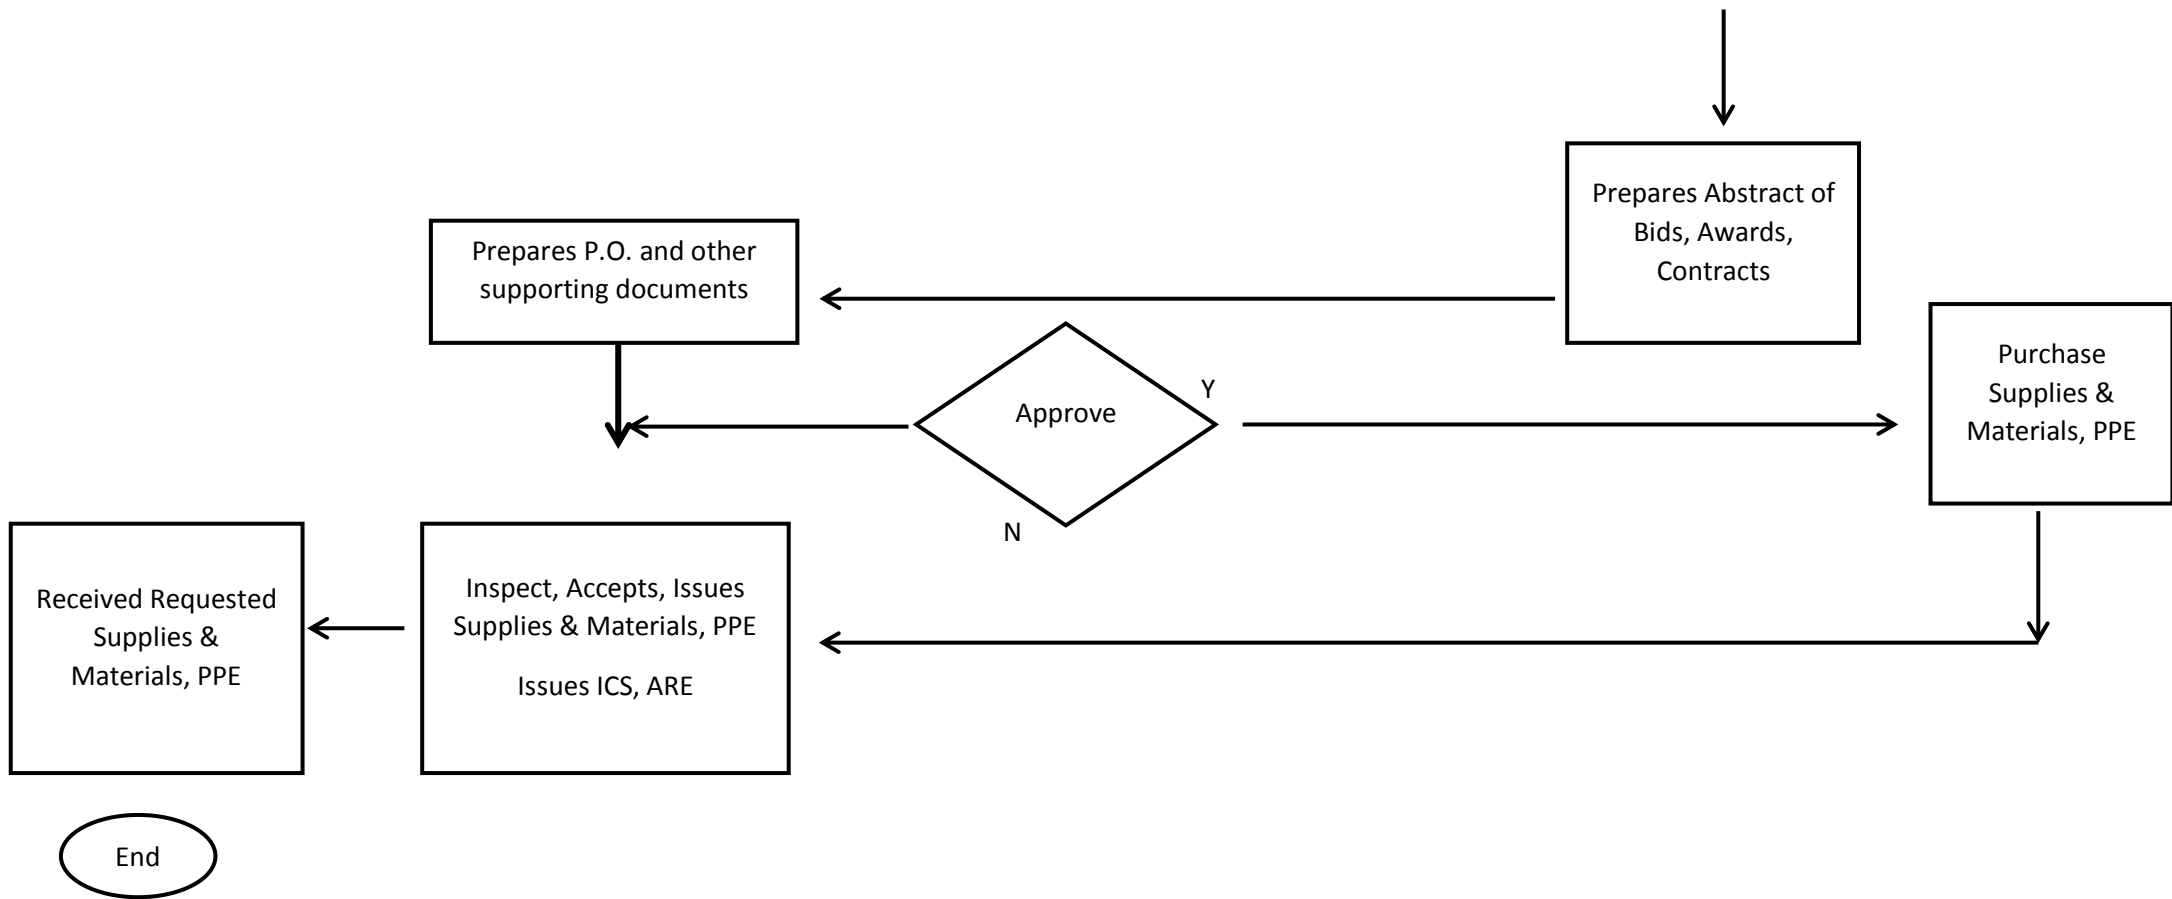 Prepares Abstract of
Bids, Awards,
Contracts
Prepares P.O. and other
supporting documents
Approve
Y
N
Purchase
Supplies &
Materials, PPE
Inspect, Accepts, Issues
Supplies & Materials, PPE
Issues ICS, ARE
Received Requested
Supplies &
Materials, PPE
End